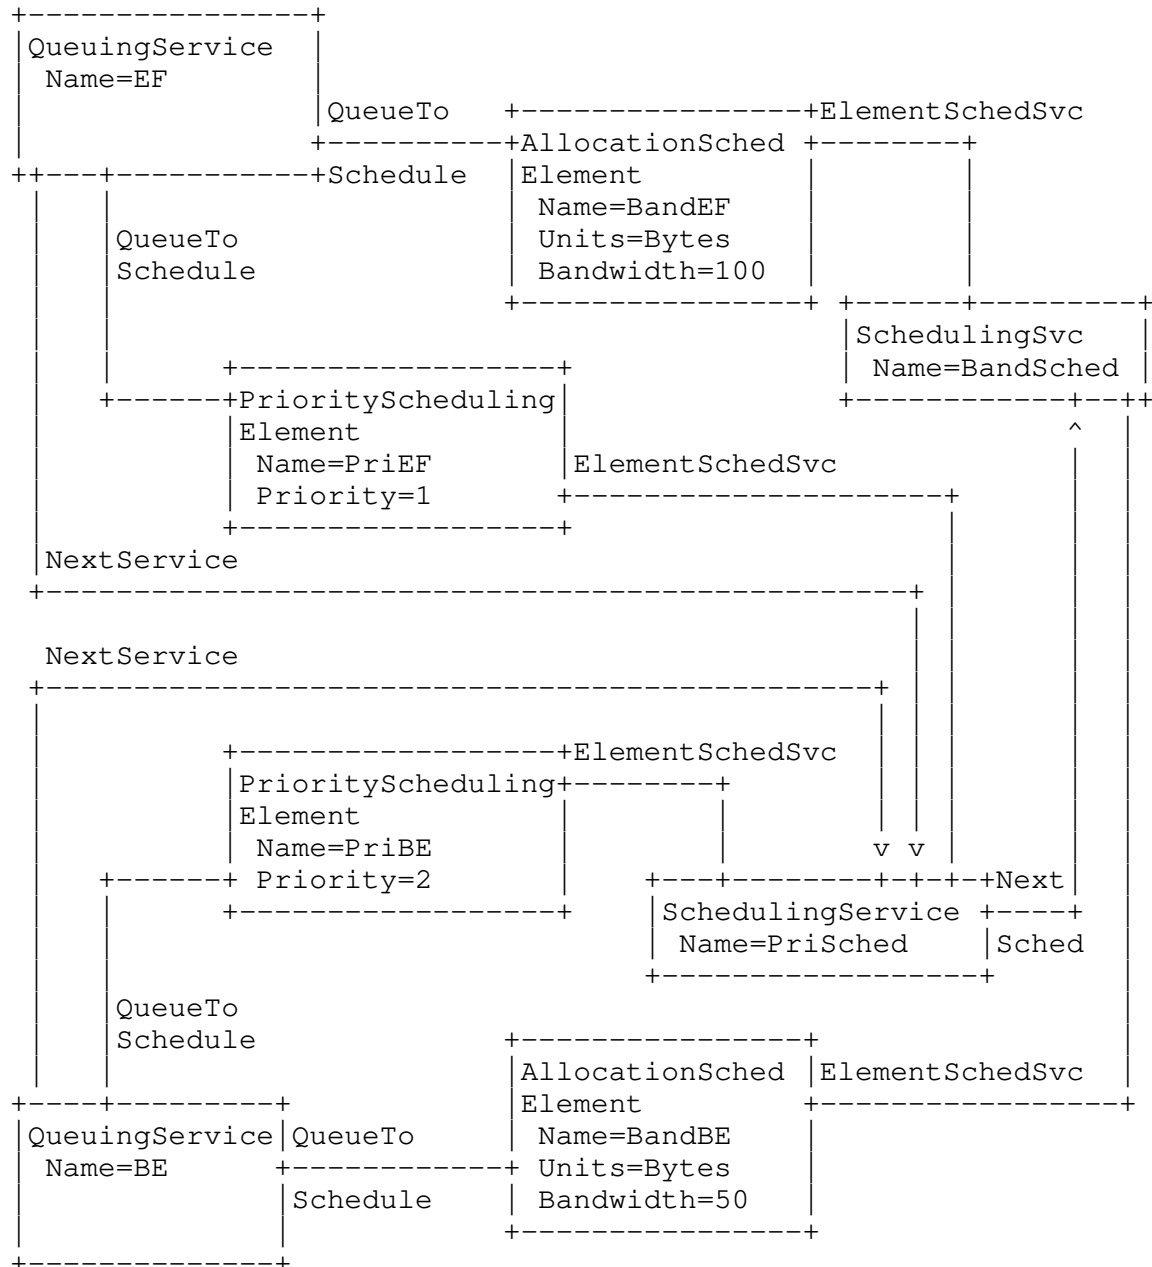 QueuingService
Name=EF
QueueTo
ElementSchedSvc
AllocationSched
Schedule
Element
Name=BandEF
QueueTo
Units=Bytes
Schedule
Bandwidth=100
SchedulingSvc
Name=BandSched
PriorityScheduling
Element
Name=PriEF
ElementSchedSvc
Priority=1
NextService
NextService
ElementSchedSvc
PriorityScheduling
Element
Name=PriBE
v v
Priority=2
Next
SchedulingService
Name=PriSched
Sched
QueueTo
Schedule
AllocationSched
ElementSchedSvc
Element
QueuingService
QueueTo
Name=BandBE
Name=BE
Units=Bytes
Schedule
Bandwidth=50